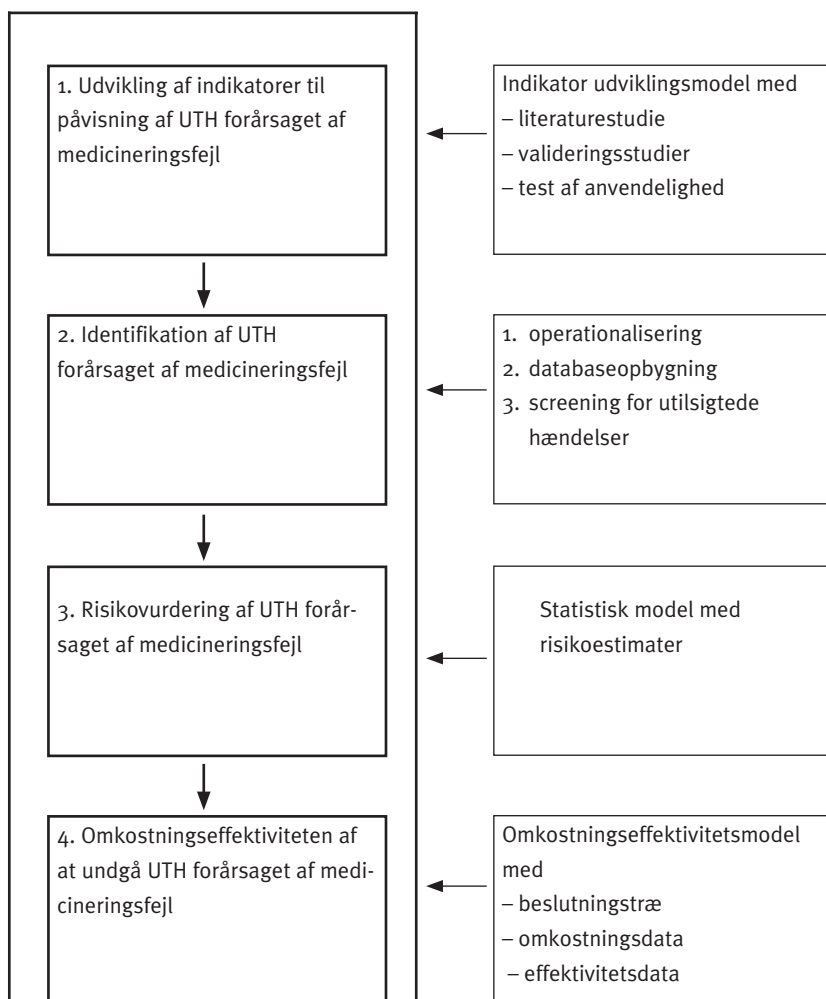 1. Udvikling af indikatorer til
påvisning af UTH forårsaget af
medicineringsfejl
Indikator udviklingsmodel med
– literaturestudie
– valideringsstudier
– test af anvendelighed
2. Identifikation af UTH
forårsaget af medicineringsfejl
1. operationalisering
2. databaseopbygning
3. screening for utilsigtede
hændelser
3. Risikovurdering af UTH forår-
saget af medicineringsfejl
Statistisk model med
risikoestimater
4. Omkostningseffektiviteten af
at undgå UTH forårsaget af medi-
cineringsfejl
Omkostningseffektivitetsmodel
med
– beslutningstræ
– omkostningsdata
– effektivitetsdata